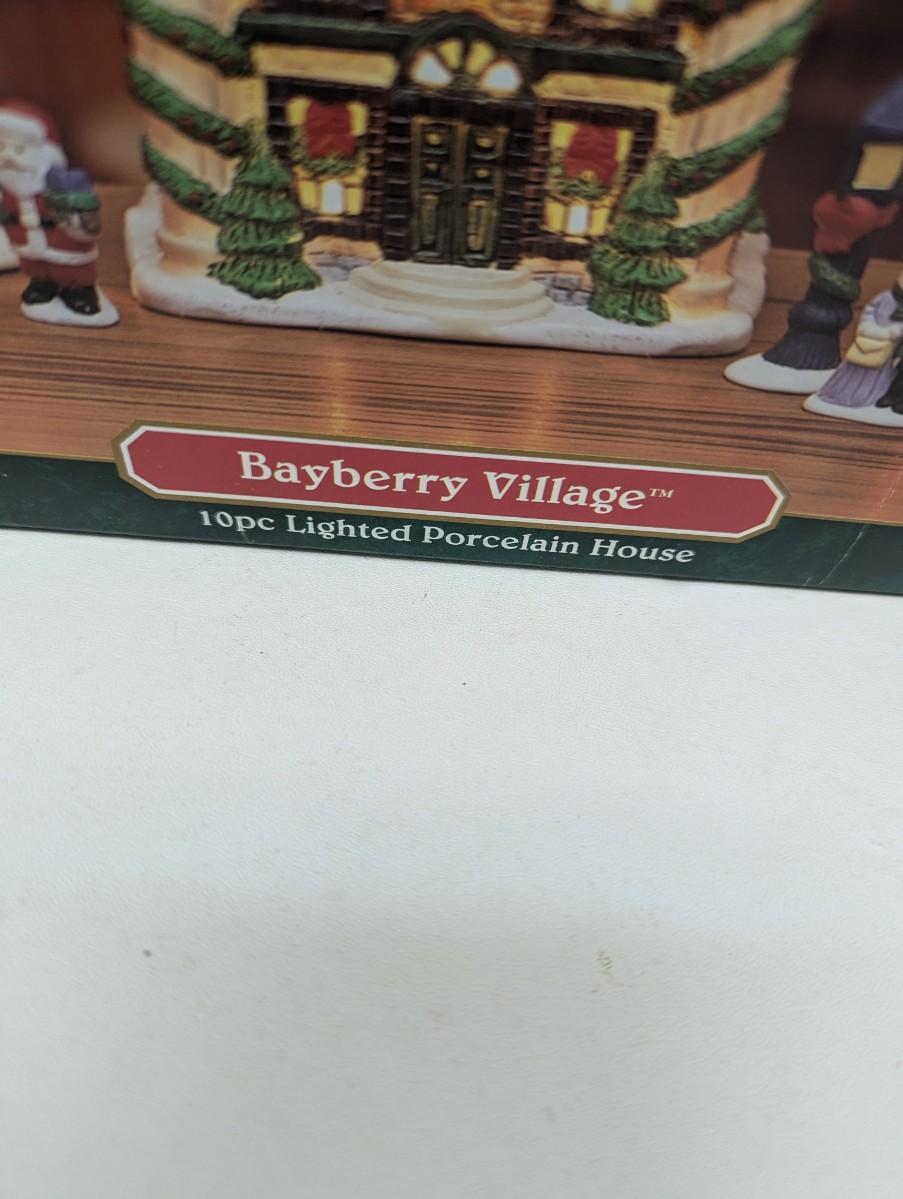 Bayberry Village™
10pc Lighted Porcelain House